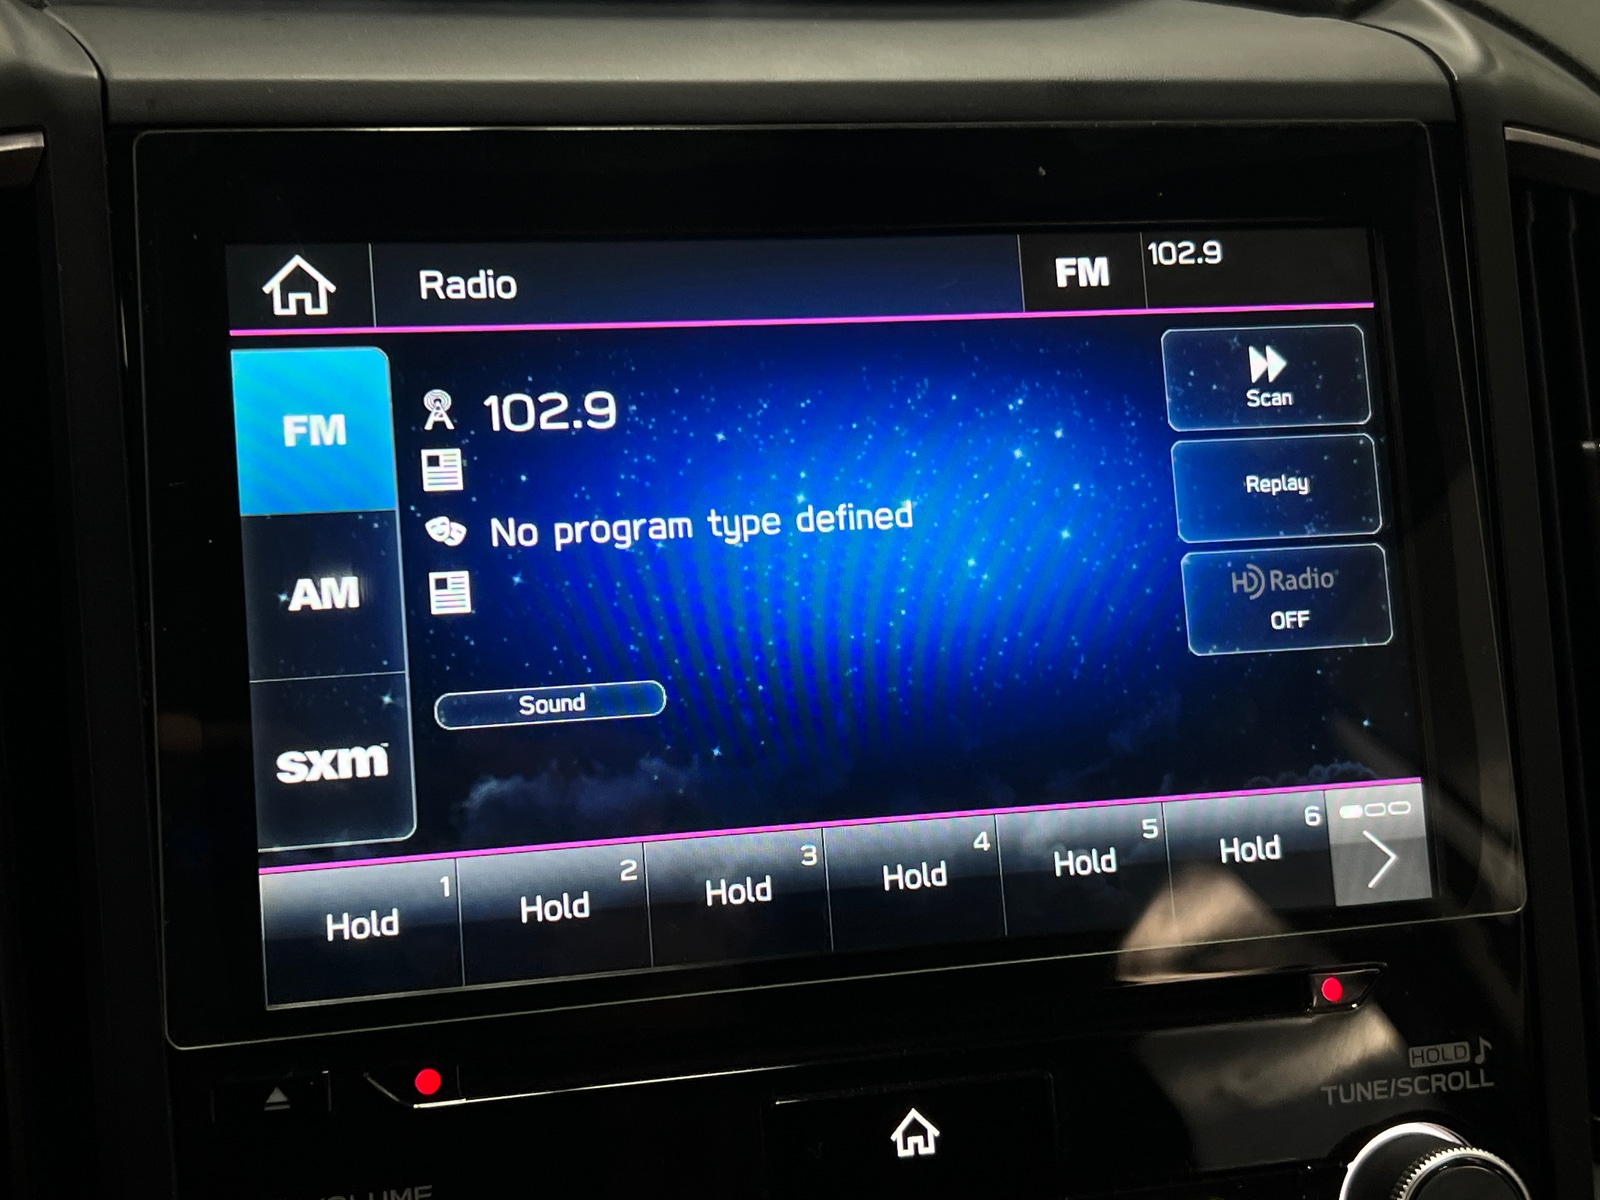 Radio
FM
102.9
FM
AM
sxm
102.9
No program type defined
Sound
Scan
Replay
HD Radio
OFF
1
Hold
2
Hold
3
Hold
4
Hold
5
Hold
6
Hold
HOLD
TUNE/SCROLL
VOLUME